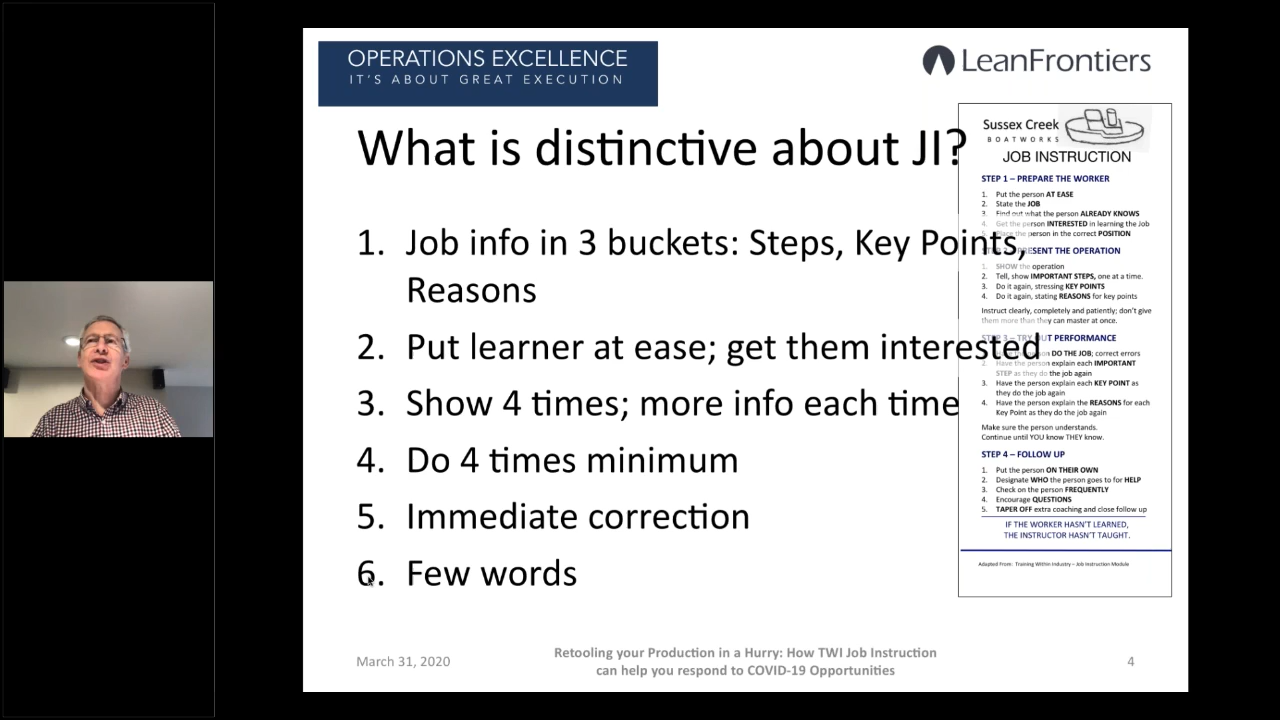 OPERATIONS EXCELLENCE
IT'S ABOUT GREAT EXECUTION
LeanFrontiers
What is distinctive about JI?
1. Job info in 3 buckets: Steps, Key Points,
Reasons
2. Put learner at ease; get them interested
3. Show 4 times; more info each time
4. Do 4 times minimum
5. Immediate correction
6. Few words
Sussex Creek
BOATWORKS
JOB INSTRUCTION
STEP 1 – PREPARE THE WORKER
1. Put the person AT EASE
2. State the JOB
3. Find out what the person ALREADY KNOWS
4. Get the person INTERESTED in learning the Job
5. Place the person in the correct POSITION
PRESENT THE OPERATION
1. SHOW the operation
2. Tell, show IMPORTANT STEPS, one at a time.
3. Do it again, stressing KEY POINTS
4. Do it again, stating REASONS for key points
Instruct clearly, completely and patiently; don't give
them more than they can master at once.
STEP 3 – TRY OUT PERFORMANCE
DO THE JOB; correct errors
2. Have the person explain each IMPORTANT
STEP as they do the job again
3. Have the person explain each KEY POINT as
they do the job again
4. Have the person explain the REASONS for each
Key Point as they do the job again
Make sure the person understands.
Continue until YOU know THEY know.
STEP 4 – FOLLOW UP
1. Put the person ON THEIR OWN
2. Designate WHO the person goes to for HELP
3. Check on the person FREQUENTLY
4. Encourage QUESTIONS
5. TAPER OFF extra coaching and close follow up
IF THE WORKER HASN'T LEARNED,
THE INSTRUCTOR HASN'T TAUGHT.
Adapted From: Training Within Industry – Job Instruction Module
March 31, 2020
Retooling your Production in a Hurry: How TWI Job Instruction
can help you respond to COVID-19 Opportunities
4